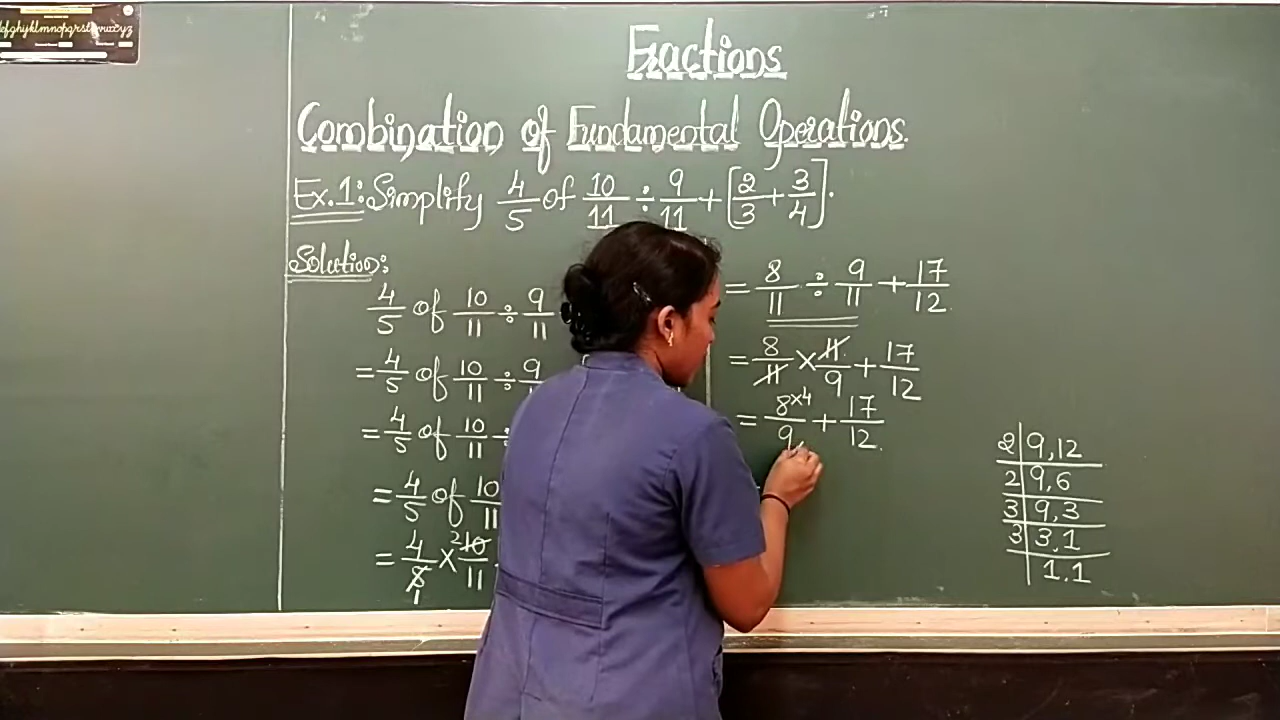 Fractions
Combination of Fundamental Operations.
Ex.1: Simplify 4/5 of 10/11 ÷ 9/11 + [2/3 + 3/4].
Solution:
4/5 of 10/11 ÷ 9/11
= 4/5 of 10/11 ÷ 9/1
= 4/5 of 10/11 ÷
= 4/5 of 10/11
= 4/5 1 × 2 10/11
= 8/11 ÷ 9/11 + 17/12
= 8/11 × 11/9 + 17/12
= 8×4/9 + 17/12
2 | 9, 12
2 | 9, 6
3 | 9, 3
3 | 3, 1
1, 1